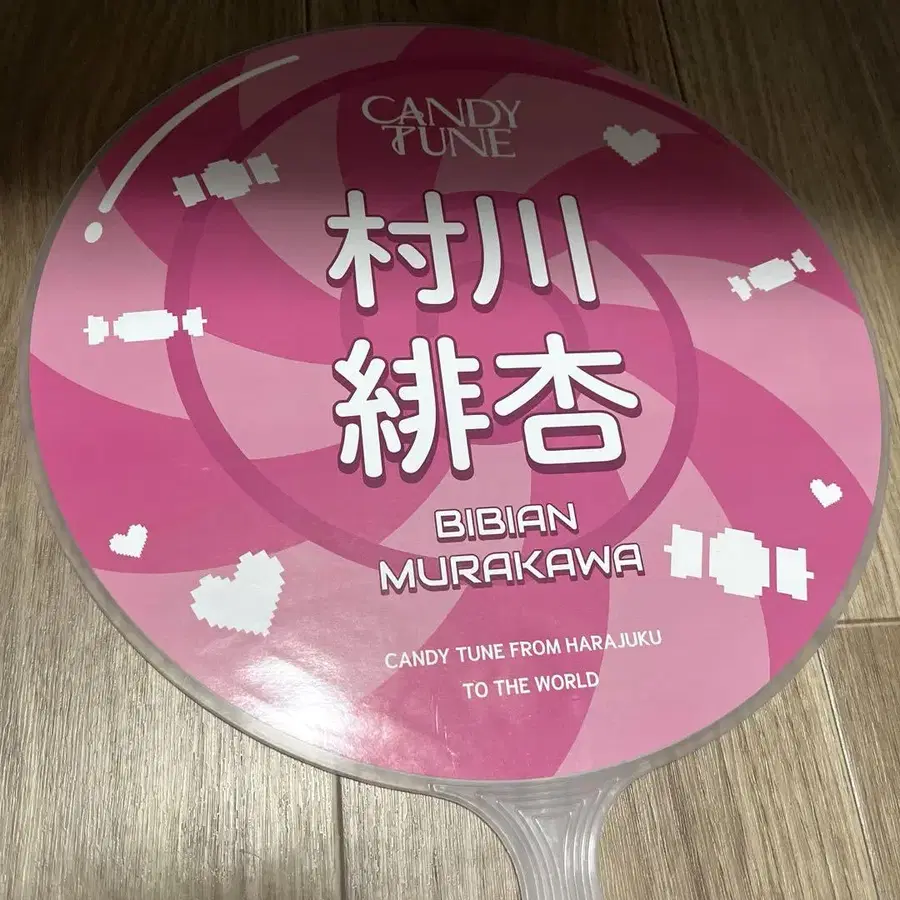 CANDY
TUNE
村川
緋杏
BIBIAN
MURAKAWA
CANDY TUNE FROM HARAJUKU
TO THE WORLD